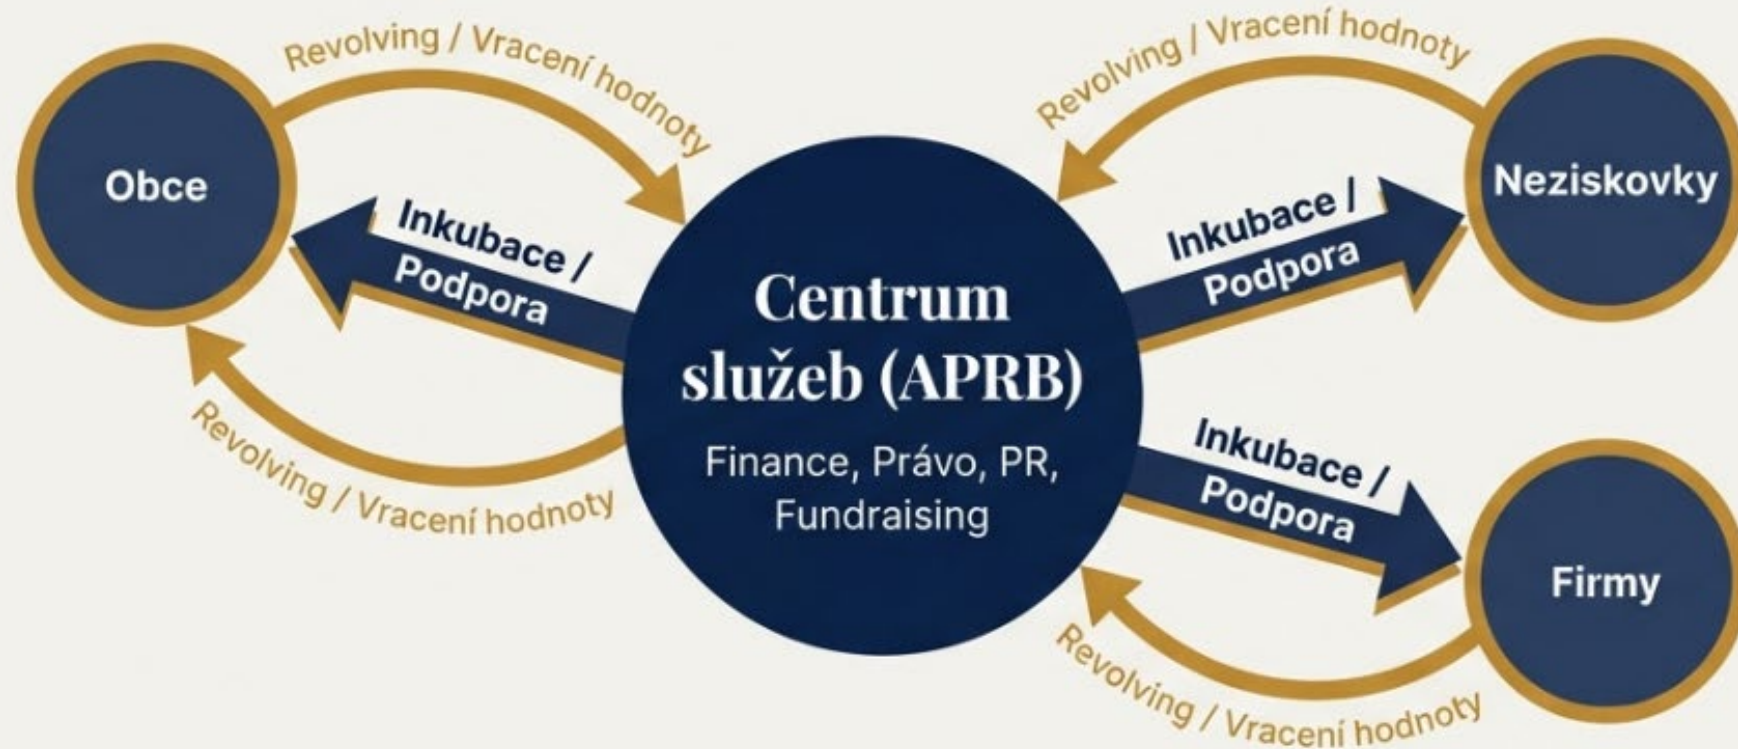 Revolving / Vracení hodnoty
Obce
Inkubace /
Podpora
Revolving / Vracení hodnoty
Centrum
služeb (APRB)
Finance, Právo, PR,
Fundraising
Revolving / Vracení hodnoty
Neziskovky
Inkubace /
Podpora
Inkubace /
Podpora
Firmy
Revolving / Vracení hodnoty